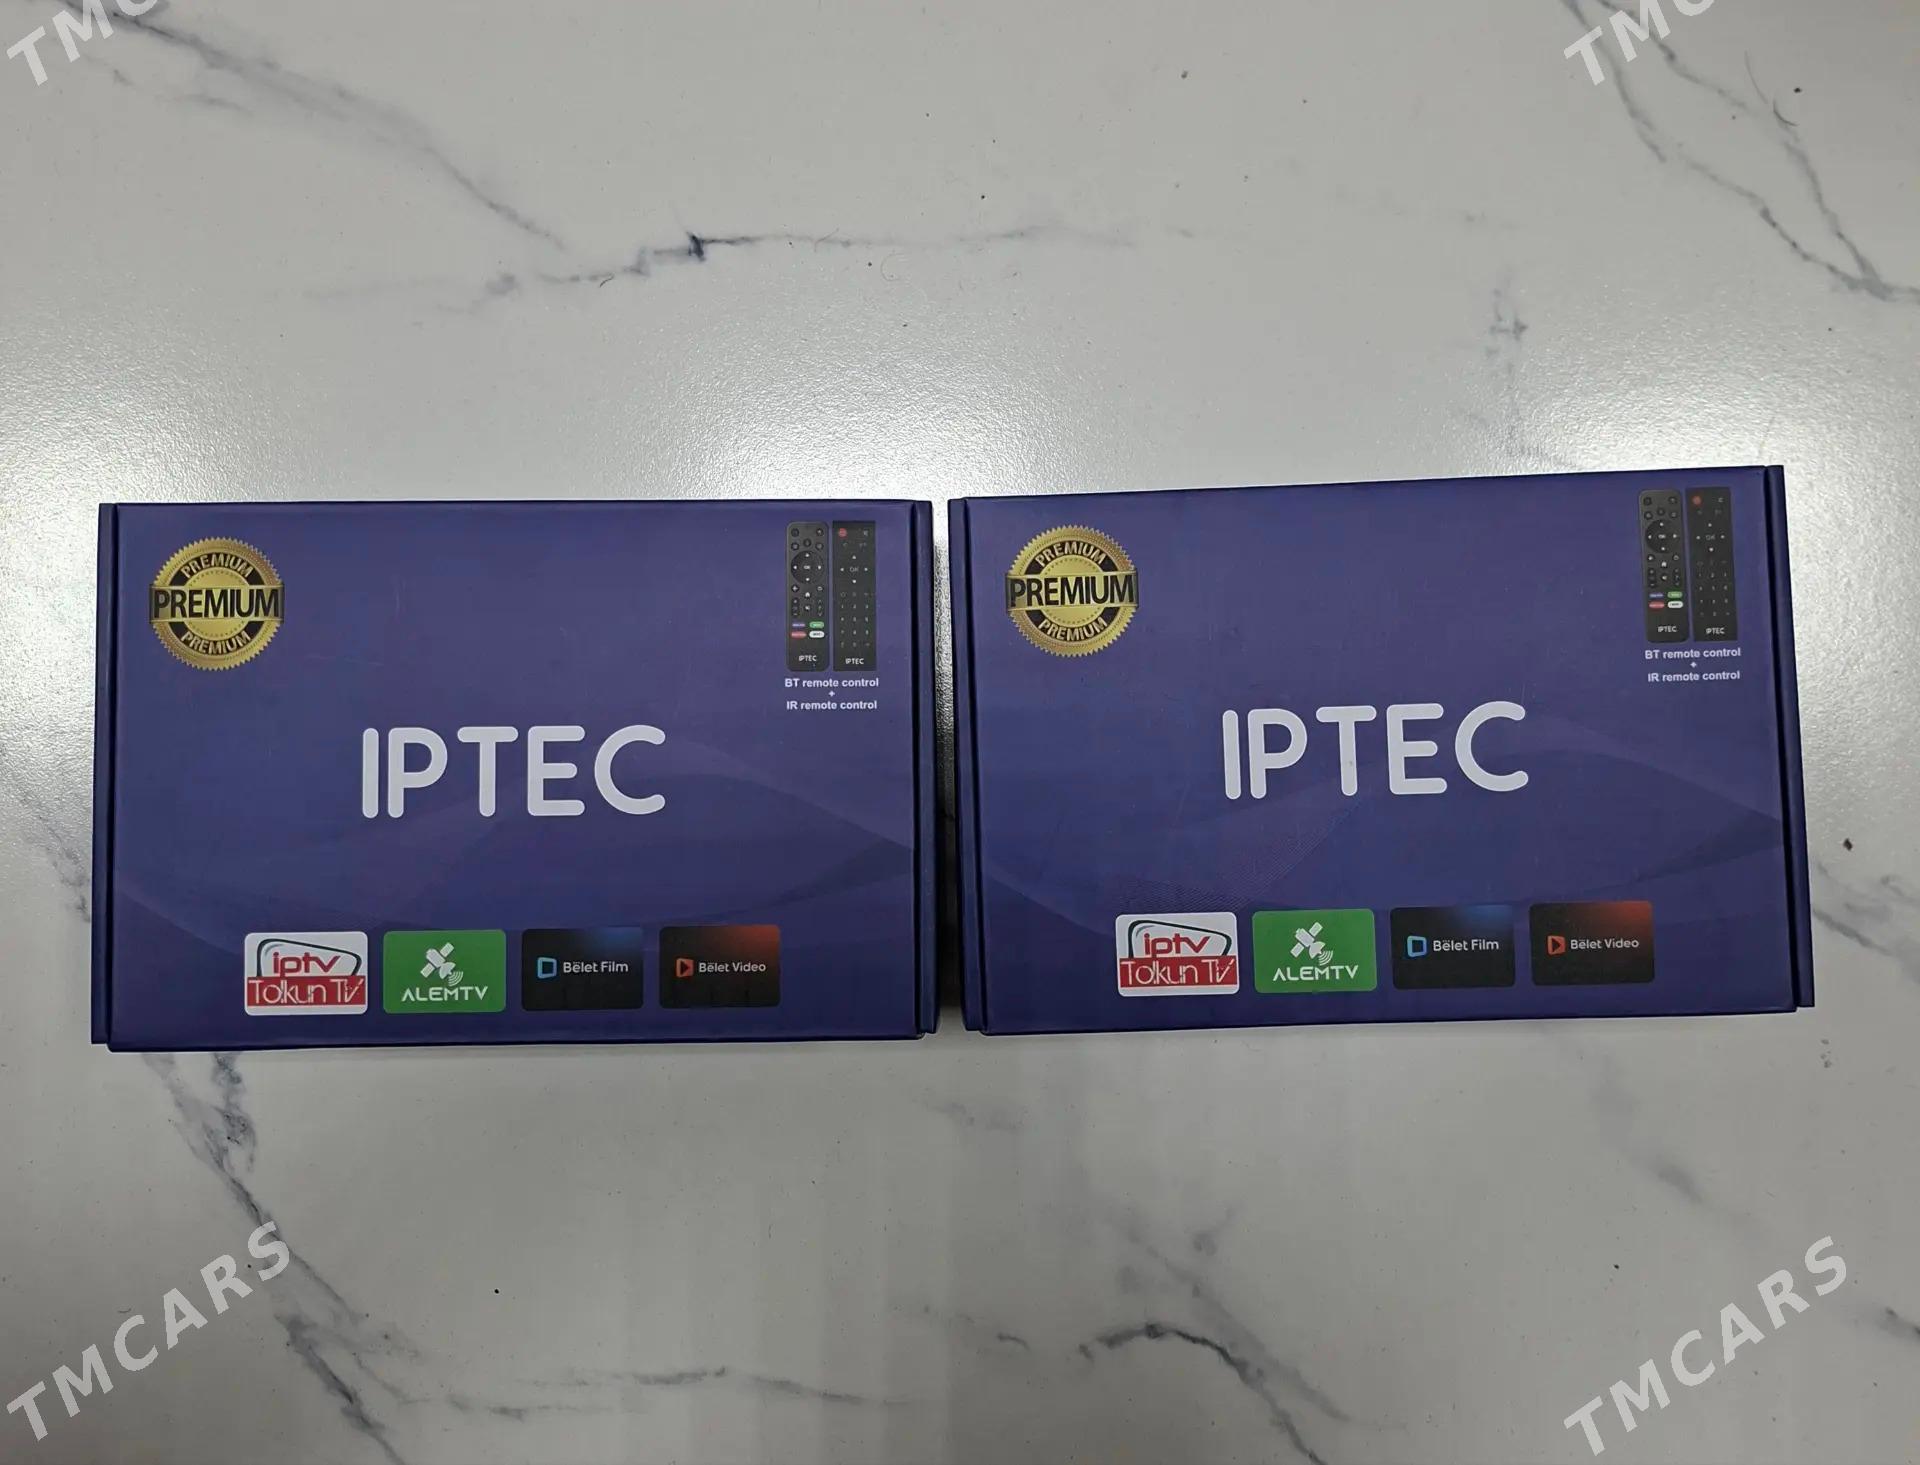 TMCARS
TMCARS
PREMIUM
PREMIUM
PREMIUM
IPTEC
IPTEC
BT remote control
+
IR remote control
IPTEC
iptv
Tolkun TV
ALEMTV
Bëlet Film
Bëlet Video
PREMIUM
PREMIUM
PREMIUM
IPTEC
IPTEC
BT remote control
+
IR remote control
IPTEC
iptv
Tolkun TV
ALEMTV
Bëlet Film
Bëlet Video
TMCARS
TMCARS